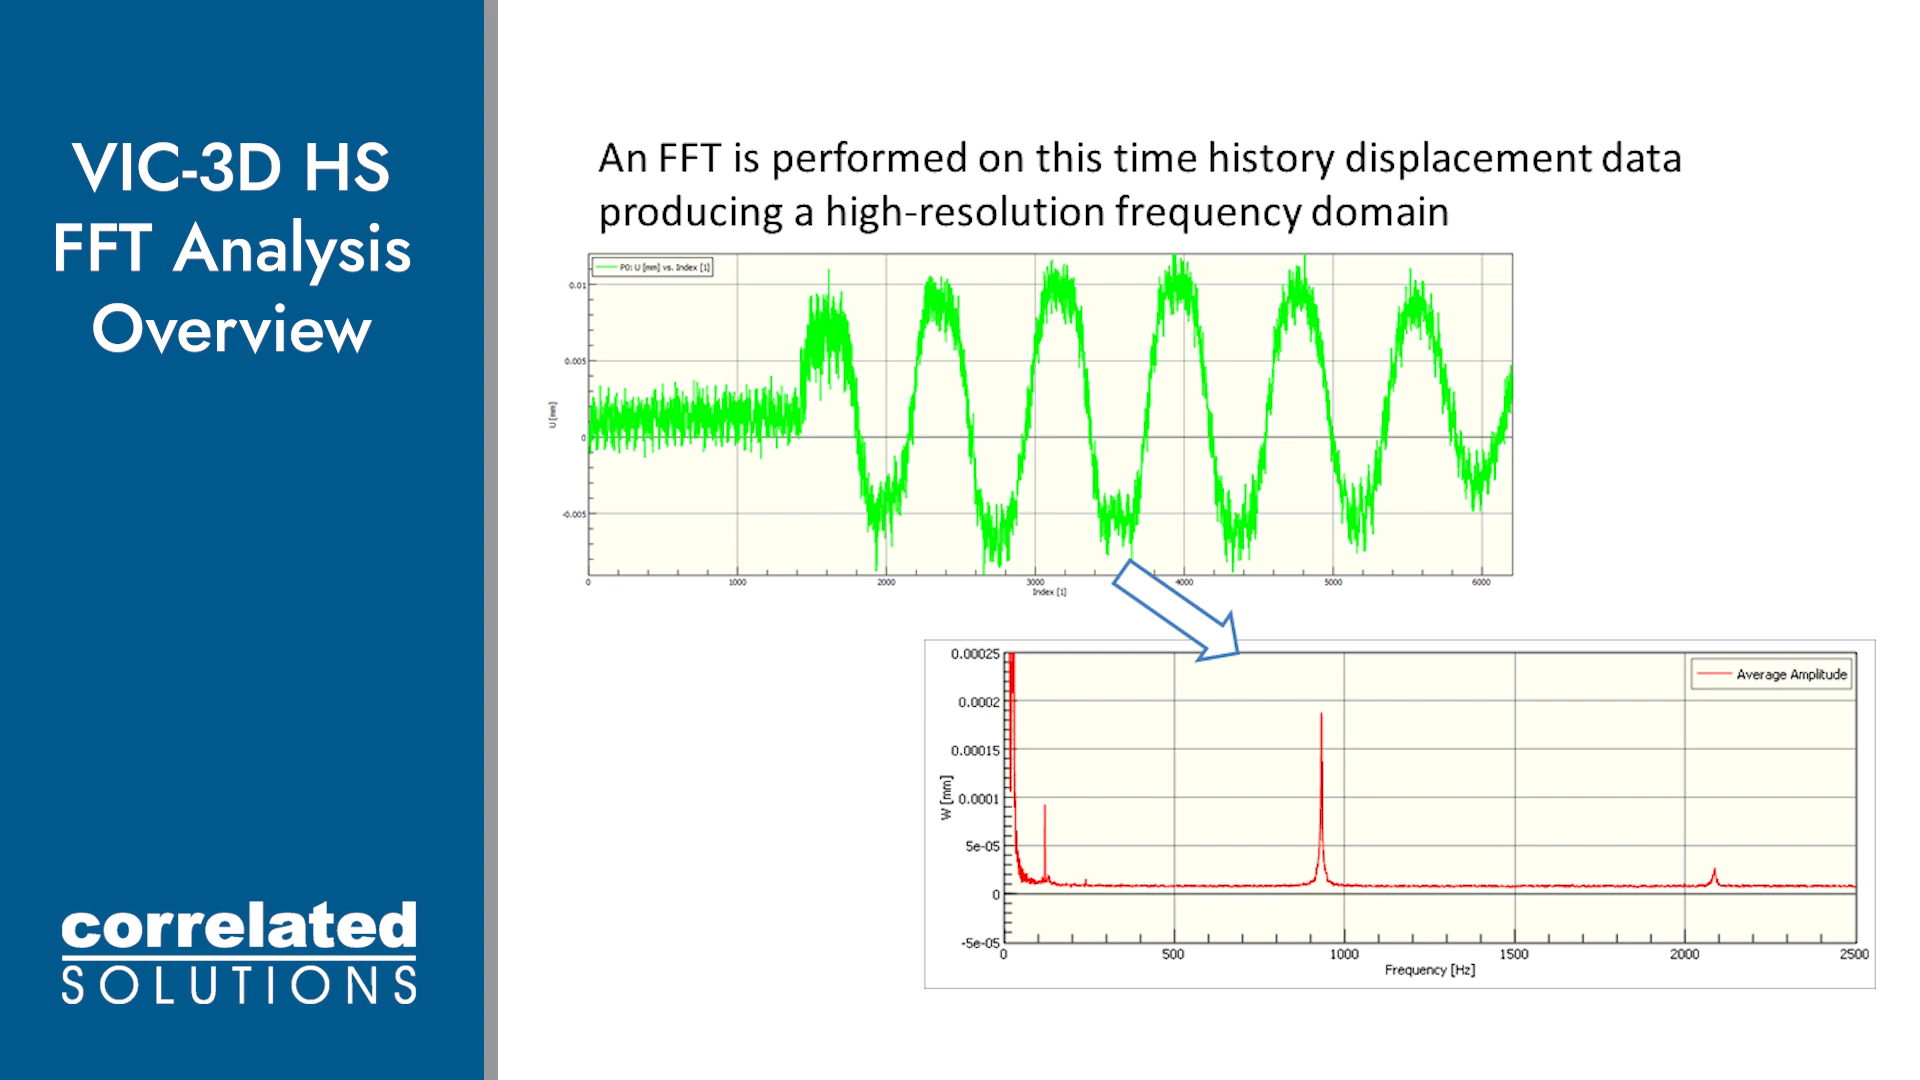 VIC-3D HS
FFT Analysis
Overview
correlated
SOLUTIONS
An FFT is performed on this time history displacement data
producing a high-resolution frequency domain
P0: U [mm] vs. Index [1]
0.01
0.005
0
-0.005
U [mm]
0 1000 2000 3000 4000 5000 6000
Index [1]
Average Amplitude
0.00025
0.0002
0.00015
0.0001
5e-05
0
-5e-05
W [mm]
0 500 1000 1500 2000 2500
Frequency [Hz]